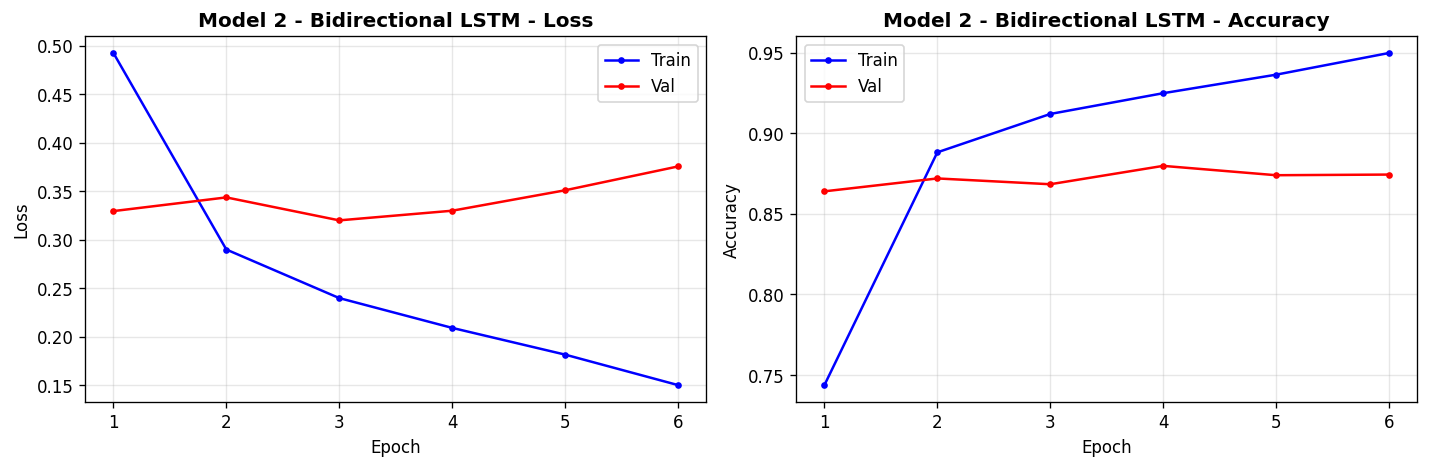 Model 2 - Bidirectional LSTM - Loss
0.50
0.45
0.40
0.35
0.30
0.25
0.20
0.15
Loss
1 2 3 4 5 6
Epoch
Train
Val
Model 2 - Bidirectional LSTM - Accuracy
0.95
0.90
0.85
0.80
0.75
Accuracy
1 2 3 4 5 6
Epoch
Train
Val